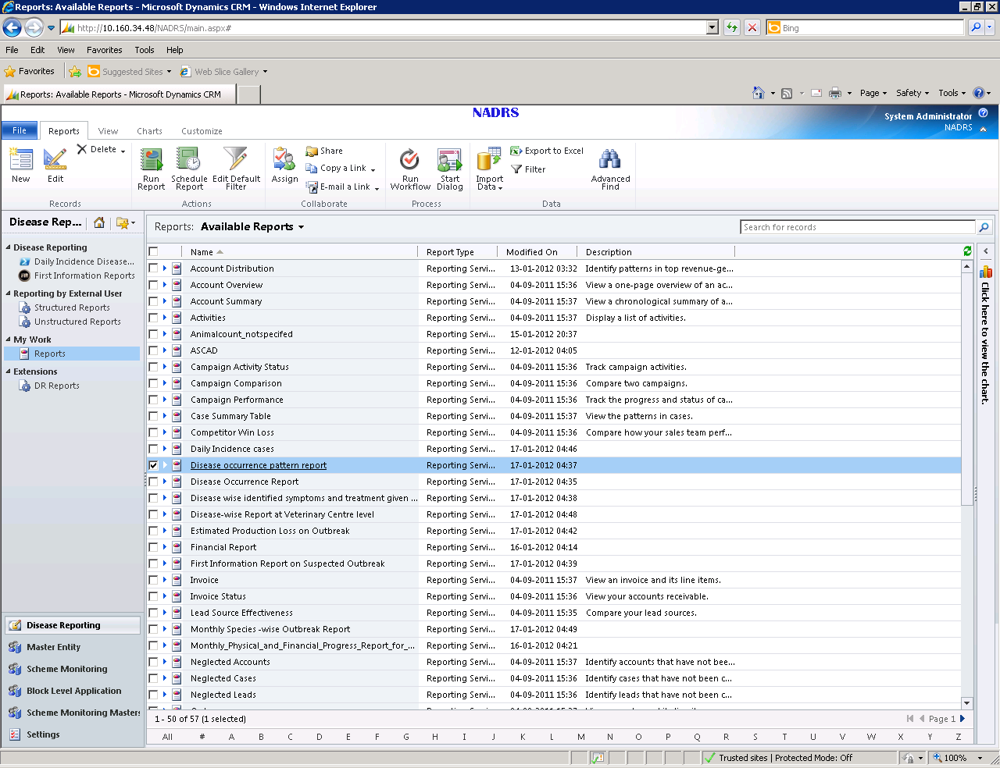 Reports: Available Reports - Microsoft Dynamics CRM - Windows Internet Explorer
http://10.160.34.48/NADRS/main.aspx#
Bing
File Edit View Favorites Tools Help
Favorites Suggested Sites Web Slice Gallery
Reports: Available Reports - Microsoft Dynamics CRM
Page Safety Tools
NADRS
System Administrator
NADRS
File Reports View Charts Customize
New
Edit
Delete
Records
Run Report
Schedule Report
Edit Default Filter
Actions
Assign
Share
Copy a Link
E-mail a Link
Collaborate
Run Workflow
Start Dialog
Process
Import Data
Export to Excel
Filter
Advanced Find
Data
Disease Rep...
Disease Reporting
Daily Incidence Disease...
First Information Reports
Reporting by External User
Structured Reports
Unstructured Reports
My Work
Reports
Extensions
DR Reports
Disease Reporting
Master Entity
Scheme Monitoring
Block Level Application
Scheme Monitoring Masters
Settings
Reports: Available Reports
Search for records
Name Report Type Modified On Description
Account Distribution Reporting Servi... 13-01-2012 03:32 Identify patterns in top revenue-ge...
Account Overview Reporting Servi... 04-09-2011 15:36 View a one-page overview of an ac...
Account Summary Reporting Servi... 04-09-2011 15:37 View a chronological summary of a...
Activities Reporting Servi... 04-09-2011 15:37 Display a list of activities.
Animalcount_notspecifed Reporting Servi... 15-01-2012 20:37
ASCAD Reporting Servi... 12-01-2012 04:05
Campaign Activity Status Reporting Servi... 04-09-2011 15:36 Track campaign activities.
Campaign Comparison Reporting Servi... 04-09-2011 15:36 Compare two campaigns.
Campaign Performance Reporting Servi... 04-09-2011 15:36 Track the progress and status of ca...
Case Summary Table Reporting Servi... 04-09-2011 15:37 View the patterns in cases.
Competitor Win Loss Reporting Servi... 04-09-2011 15:36 Compare how your sales team perf...
Daily Incidence cases Reporting Servi... 17-01-2012 04:46
Disease occurrence pattern report Reporting Servi... 17-01-2012 04:37
Disease Occurrence Report Reporting Servi... 17-01-2012 04:35
Disease wise identified symptoms and treatment given ... Reporting Servi... 17-01-2012 04:38
Disease-wise Report at Veterinary Centre level Reporting Servi... 17-01-2012 04:48
Estimated Production Loss on Outbreak Reporting Servi... 17-01-2012 04:42
Financial Report Reporting Servi... 16-01-2012 04:14
First Information Report on Suspected Outbreak Reporting Servi... 17-01-2012 04:39
Invoice Reporting Servi... 04-09-2011 15:37 View an invoice and its line items.
Invoice Status Reporting Servi... 04-09-2011 15:36 View your accounts receivable.
Lead Source Effectiveness Reporting Servi... 04-09-2011 15:35 Compare your lead sources.
Monthly Species -wise Outbreak Report Reporting Servi... 17-01-2012 04:49
Monthly_Physical_and_Financial_Progress_Report_for_... Reporting Servi... 16-01-2012 04:21
Neglected Accounts Reporting Servi... 04-09-2011 15:37 Identify accounts that have not bee...
Neglected Cases Reporting Servi... 04-09-2011 15:36 Identify cases that have not been c...
Neglected Leads Reporting Servi... 04-09-2011 15:36 Identify leads that have not been c...
Click here to view the chart.
1 - 50 of 57 (1 selected) Page 1
All # A B C D E F G H I J K L M N O P Q R S T U V W X Y Z
Trusted sites | Protected Mode: Off 100%